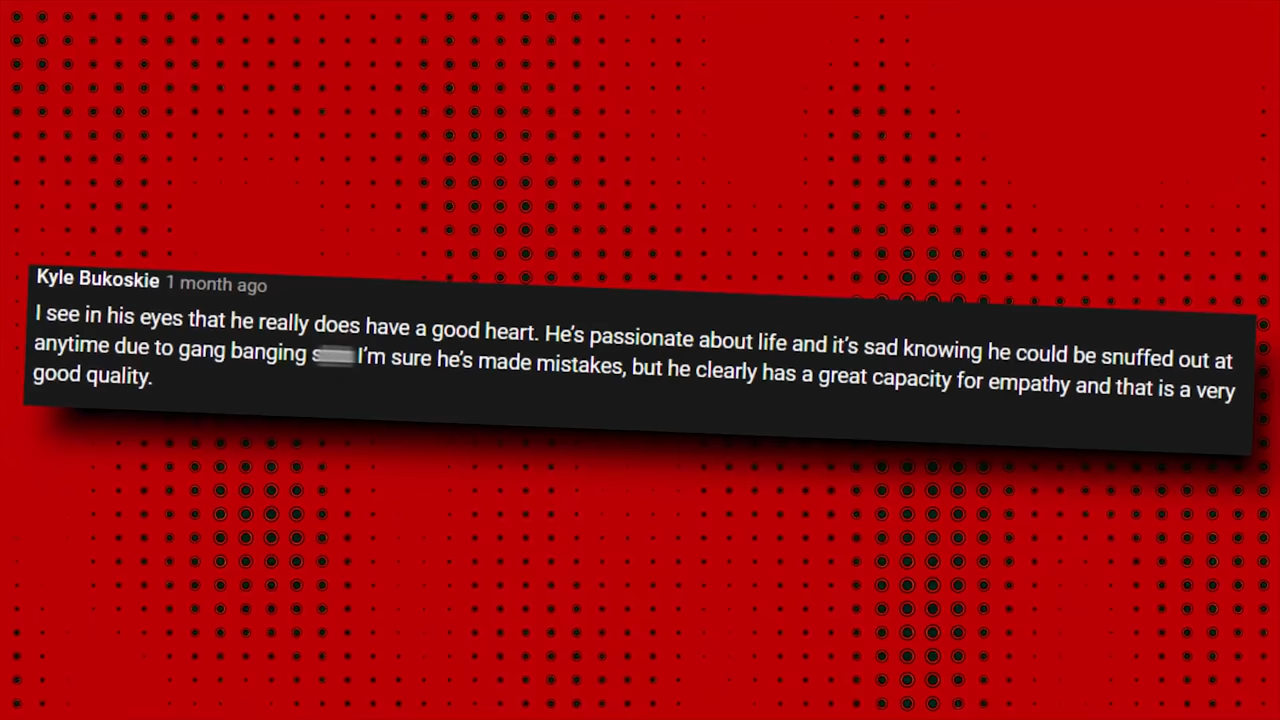 Kyle Bukoskie 1 month ago
I see in his eyes that he really does have a good heart. He's passionate about life and it's sad knowing he could be snuffed out at
anytime due to gang banging I'm sure he's made mistakes, but he clearly has a great capacity for empathy and that is a very
good quality.